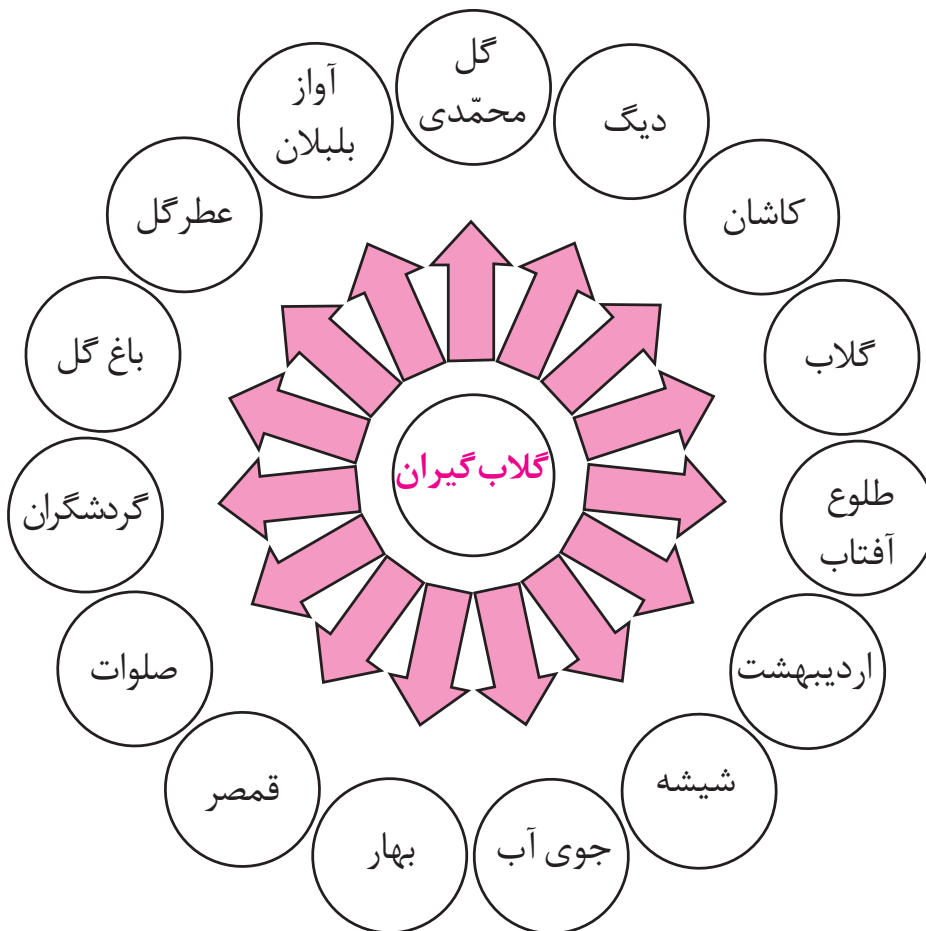 گل
محمّدی
دیگ
کاشان
گلاب
طلوع
آفتاب
اردیبهشت
شیشه
جوی آب
بهار
قمصر
صلوات
گردشگران
باغ گل
عطر گل
آواز
بلبلان
گلاب‌گیران